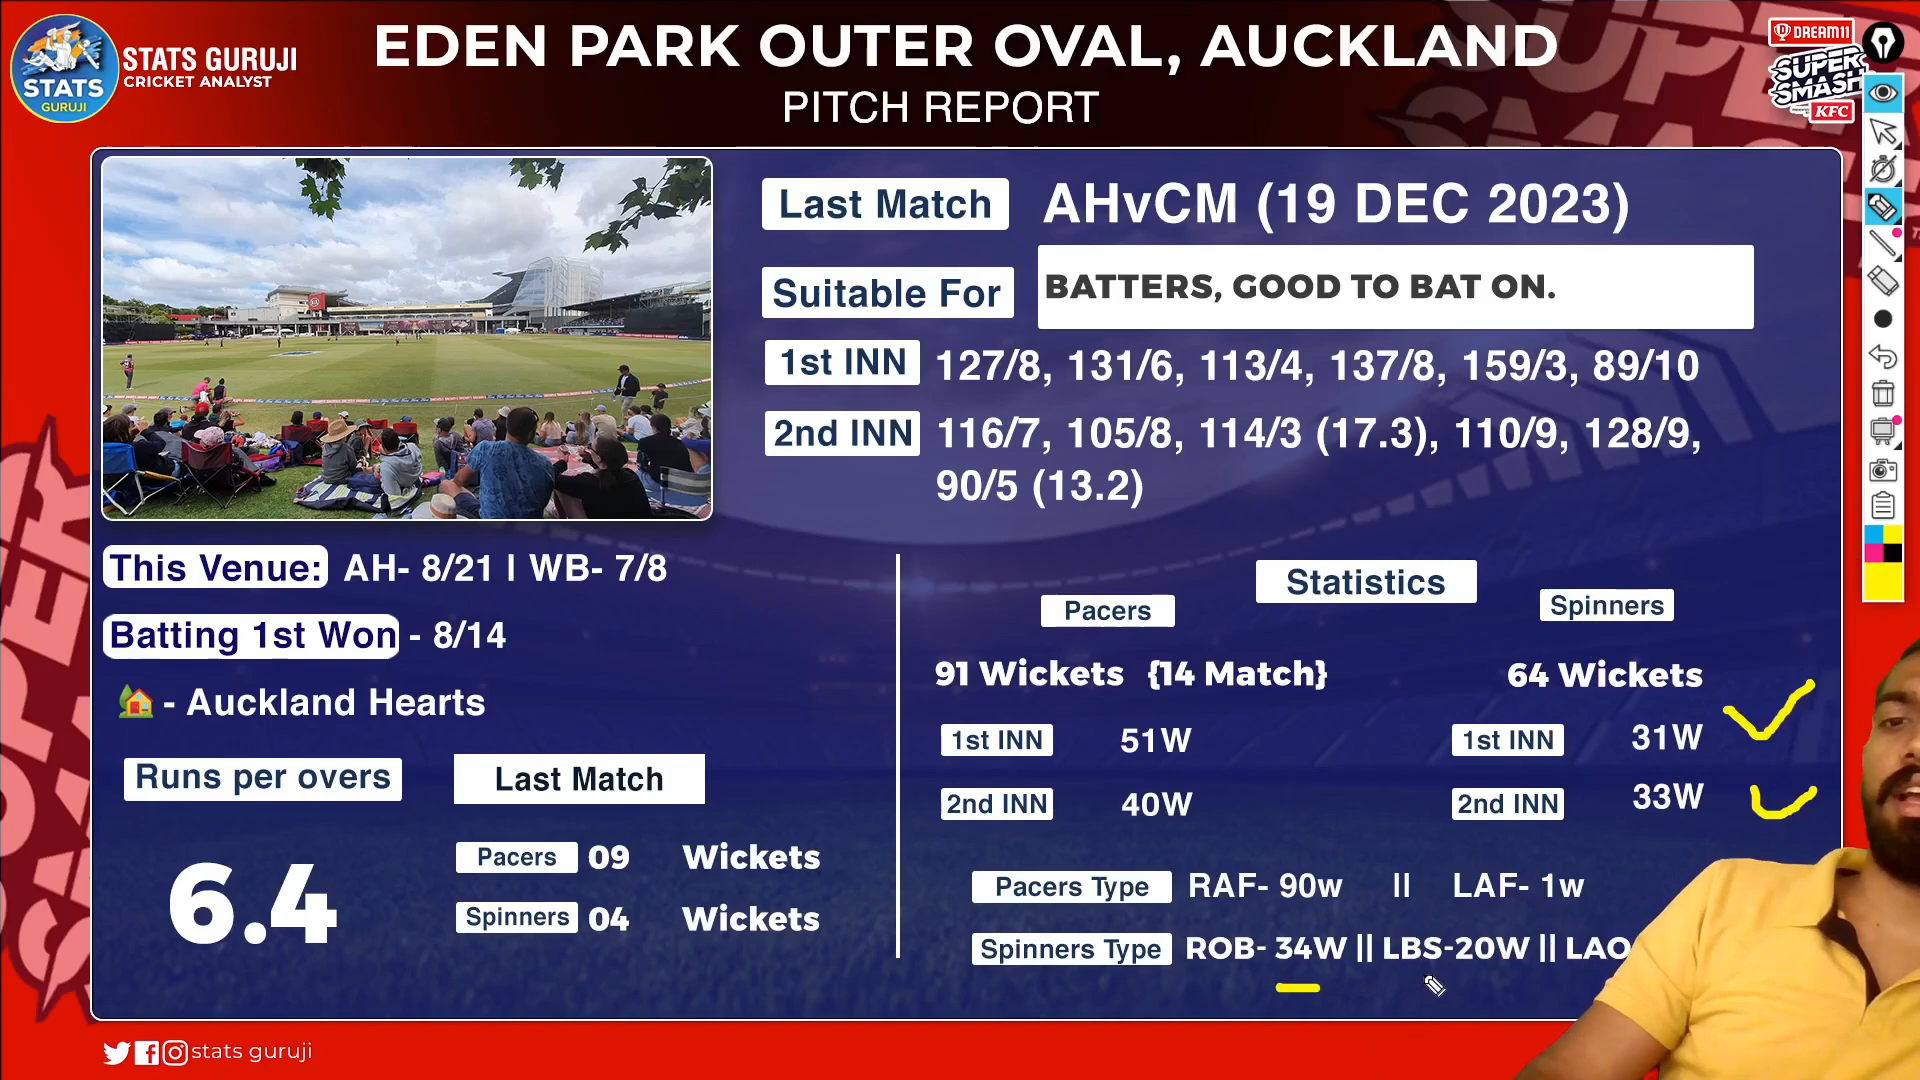 STATS GURUJI
CRICKET ANALYST
STATS
GURUJI
EDEN PARK OUTER OVAL, AUCKLAND
PITCH REPORT
DREAM11
SUPER
SMASH
KFC
Last Match AHvCM (19 DEC 2023)
Suitable For BATTERS, GOOD TO BAT ON.
1st INN 127/8, 131/6, 113/4, 137/8, 159/3, 89/10
2nd INN 116/7, 105/8, 114/3 (17.3), 110/9, 128/9,
90/5 (13.2)
This Venue: AH- 8/21 | WB- 7/8
Batting 1st Won - 8/14
- Auckland Hearts
Runs per overs
6.4
Last Match
Pacers 09 Wickets
Spinners 04 Wickets
Statistics
Pacers
Spinners
91 Wickets {14 Match}
64 Wickets
1st INN 51W
1st INN 31W
2nd INN 40W
2nd INN 33W
Pacers Type RAF- 90w || LAF- 1w
Spinners Type ROB- 34W || LBS-20W || LAO
stats guruji